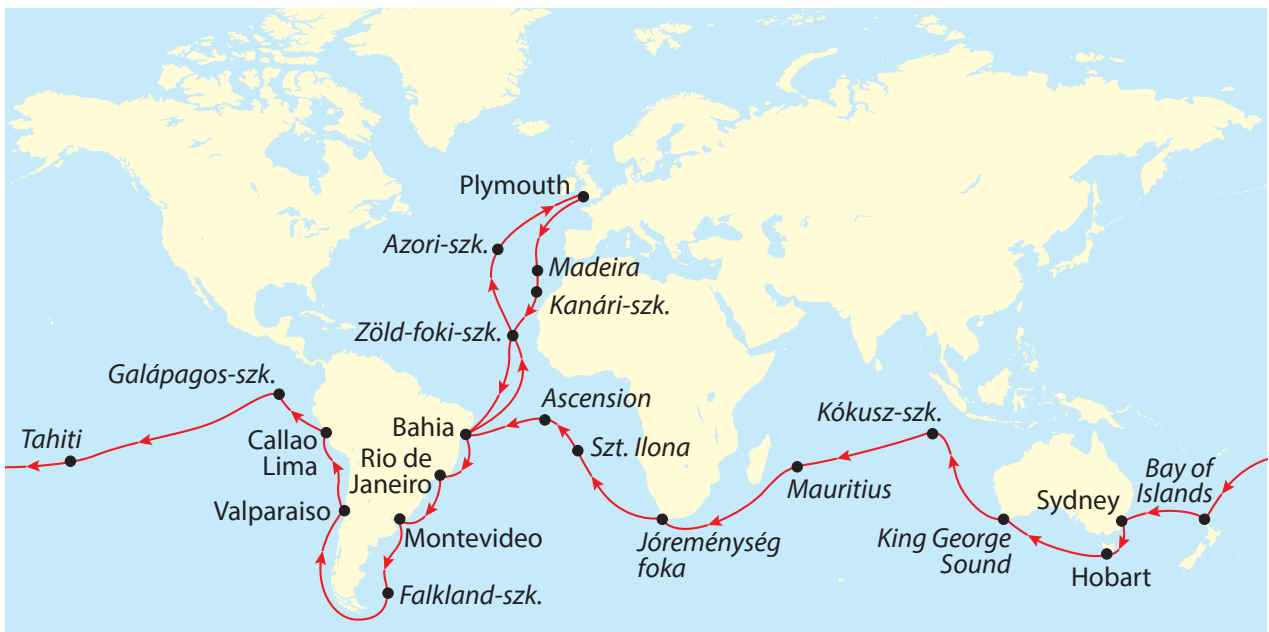 Plymouth
Azori-szk.
Madeira
Kanári-szk.
Zöld-foki-szk.
Galápagos-szk.
Tahiti
Callao
Lima
Bahia
Rio de
Janeiro
Valparaiso
Montevideo
Falkland-szk.
Ascension
Szt. Ilona
Jóreménység
foka
Mauritius
Kókusz-szk.
King George
Sound
Sydney
Hobart
Bay of
Islands